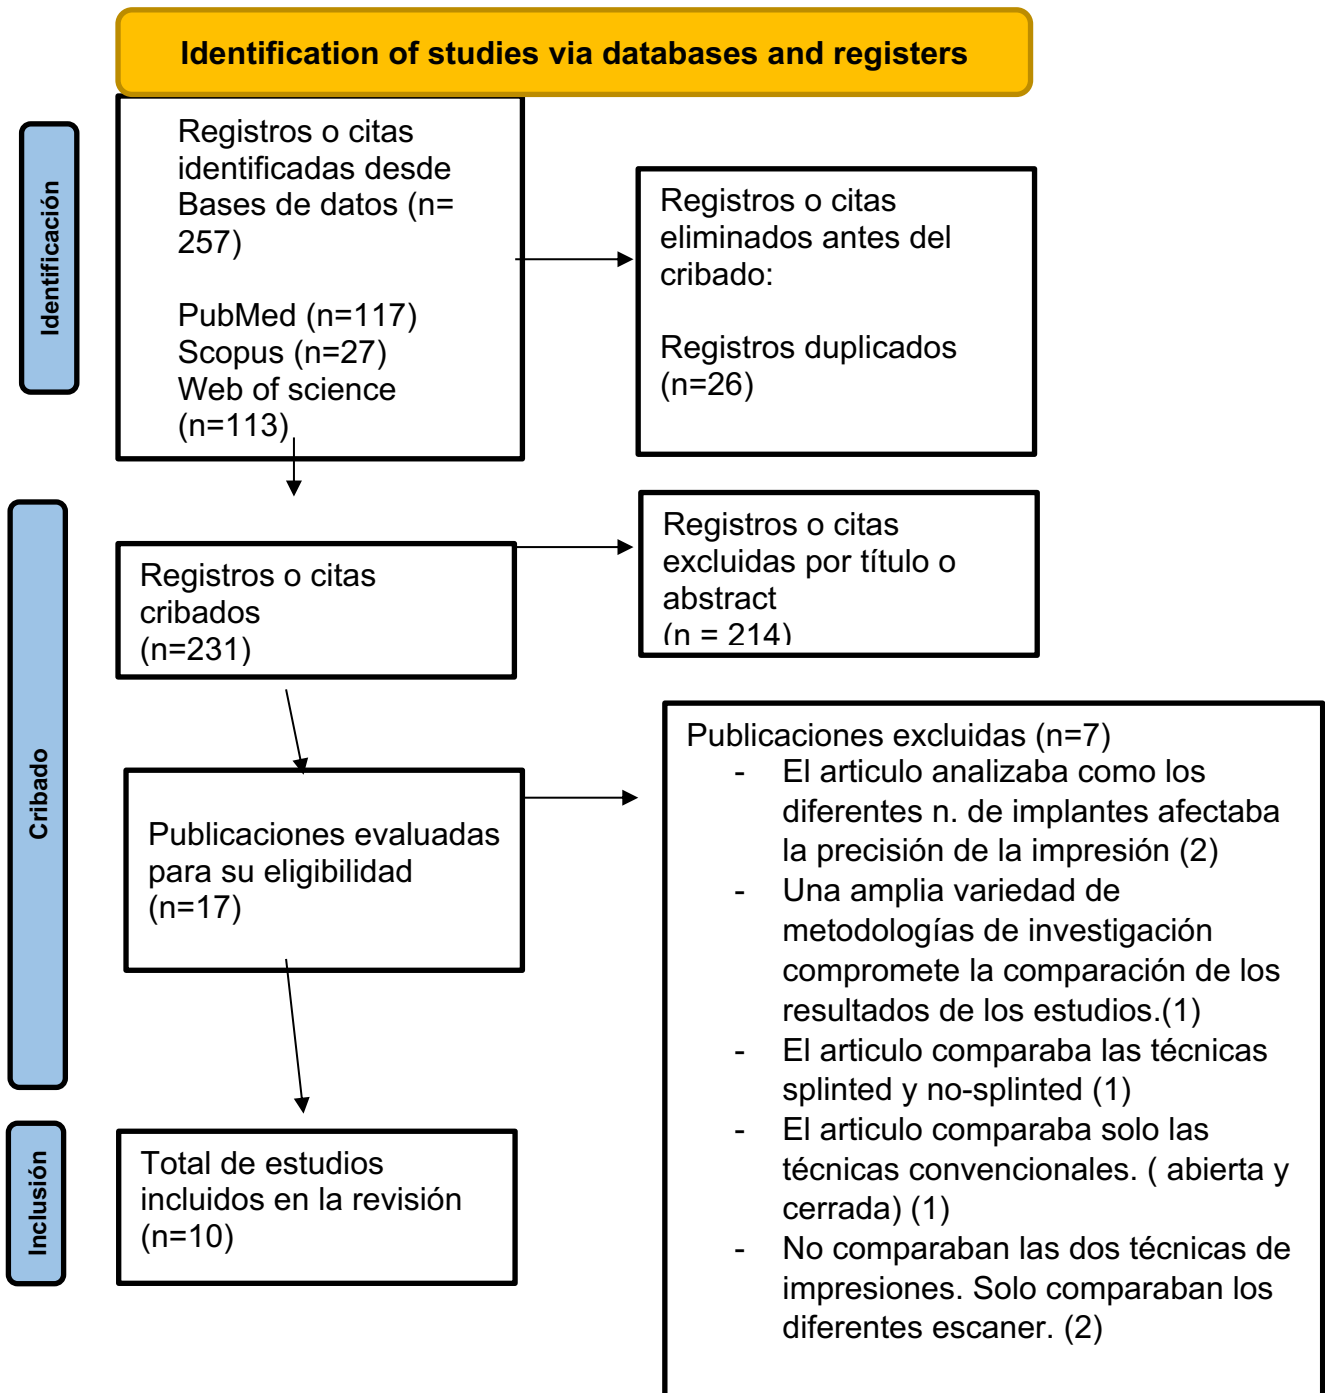 Identification of studies via databases and registers
Identificación
Registros o citas
identificadas desde
Bases de datos (n=
257)
PubMed (n=117)
Scopus (n=27)
Web of science
(n=113)
Registros o citas
eliminados antes del
cribado:
Registros duplicados
(n=26)
Cribado
Registros o citas
cribados
(n=231)
Registros o citas
excluidas por título o
abstract
(n = 214)
Publicaciones evaluadas
para su eligibilidad
(n=17)
Publicaciones excluidas (n=7)
- El articulo analizaba como los
diferentes n. de implantes afectaba
la precisión de la impresión (2)
- Una amplia variedad de
metodologías de investigación
compromete la comparación de los
resultados de los estudios.(1)
- El articulo comparaba las técnicas
splinted y no-splinted (1)
- El articulo comparaba solo las
técnicas convencionales. ( abierta y
cerrada) (1)
- No comparaban las dos técnicas de
impresiones. Solo comparaban los
diferentes escaner. (2)
Inclusión
Total de estudios
incluidos en la revisión
(n=10)